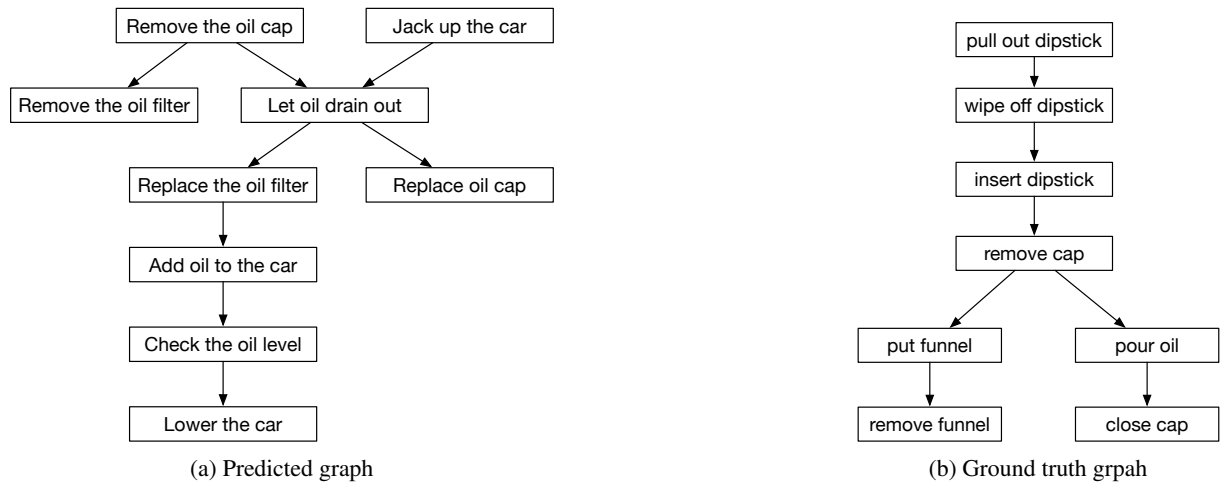 Remove the oil cap
Jack up the car
Remove the oil filter
Let oil drain out
Replace the oil filter
Replace oil cap
Add oil to the car
Check the oil level
Lower the car
(a) Predicted graph
pull out dipstick
wipe off dipstick
insert dipstick
remove cap
put funnel
pour oil
remove funnel
close cap
(b) Ground truth grpah